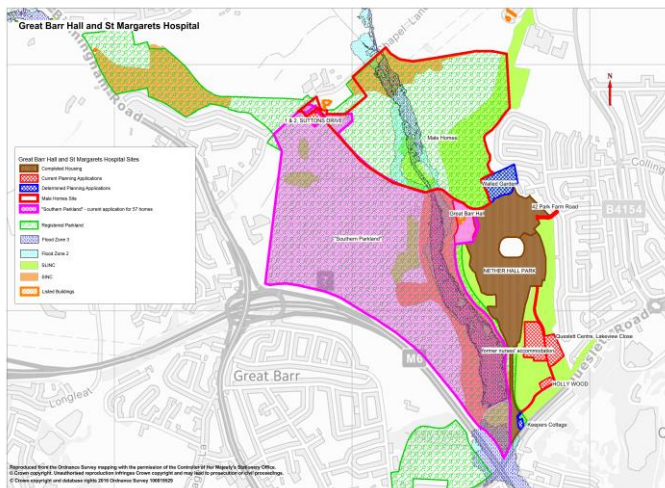 Great Barr Hall and St Margarets Hospital
N
Chapel Lane
Birmingham Road
1 & 2, SUTTONS DRIVE
Male Homes
Great Barr Hall and St Margarets Hospital Sites
Completed Housing
Current Planning Applications
Determined Planning Applications
Male Homes Site
"Southern Parkland" - current application for 57 homes
Registered Parkland
Flood Zone 3
Flood Zone 2
SLINC
SINC
Listed Buildings
Walled Garden
Colling
42 Park Farm Road
B4154
Great Barr Hall
"Southern Parkland"
NETHER HALL PARK
Queslett Centre, Lakeview Close
former nurses' accommodation
M6
Queslet Road
Great Barr
HOLLY WOOD
Longleat
Keepers Cottage
Reproduced from the Ordnance Survey mapping with the permission of the Controller of Her Majesty's Stationery Office.
© Crown copyright. Unauthorised reproduction infringes Crown copyright and may lead to prosecution or civil proceedings.
© Crown copyright and database rights 2016 Ordnance Survey 100019529